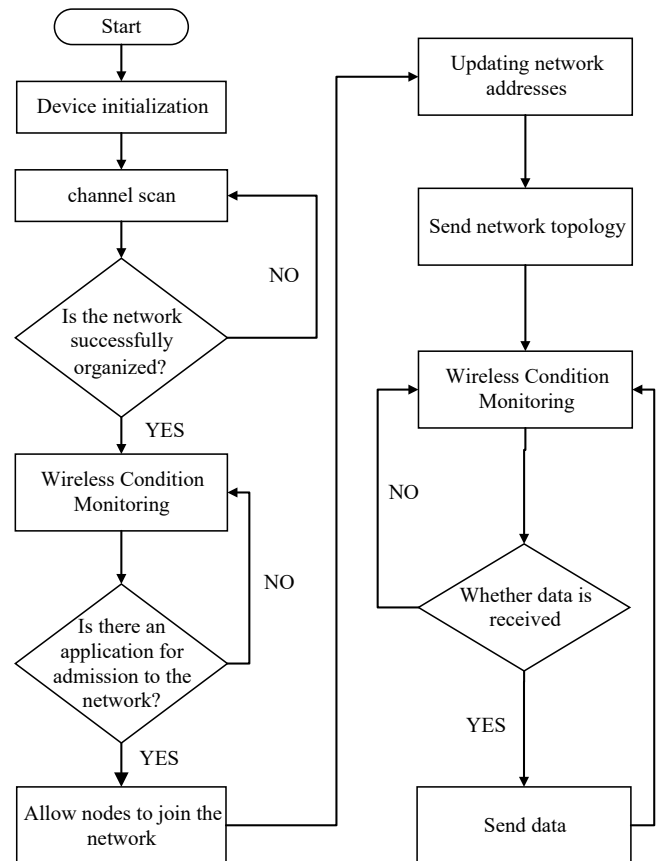 Start
Device initialization
channel scan
NO
Is the network
successfully
organized?
YES
Wireless Condition
Monitoring
NO
Is there an
application for
admission to the
network?
YES
Allow nodes to join the
network
Updating network
addresses
Send network topology
Wireless Condition
Monitoring
NO
Whether data is
received
YES
Send data